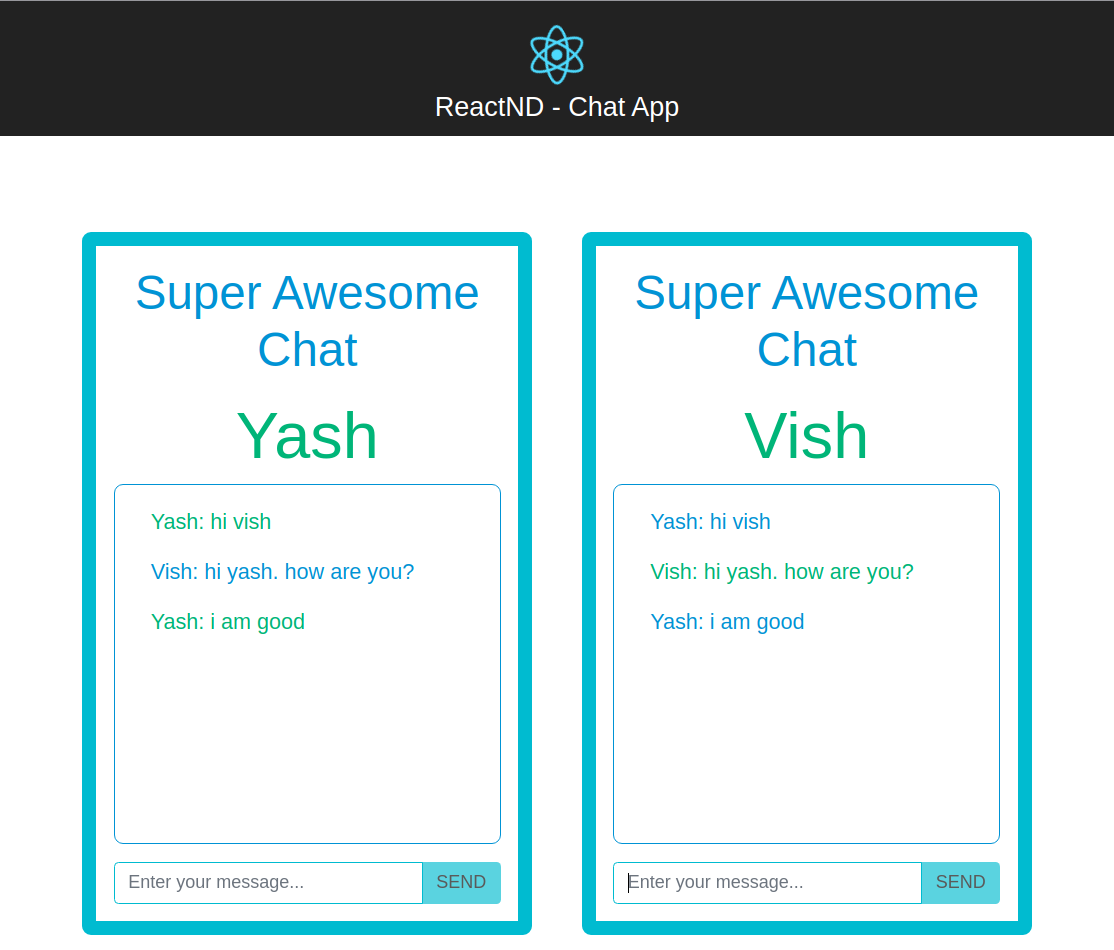 ReactND - Chat App
Super Awesome
Chat
Yash
Yash: hi vish
Vish: hi yash. how are you?
Yash: i am good
Enter your message...
SEND
Super Awesome
Chat
Vish
Yash: hi vish
Vish: hi yash. how are you?
Yash: i am good
Enter your message...
SEND